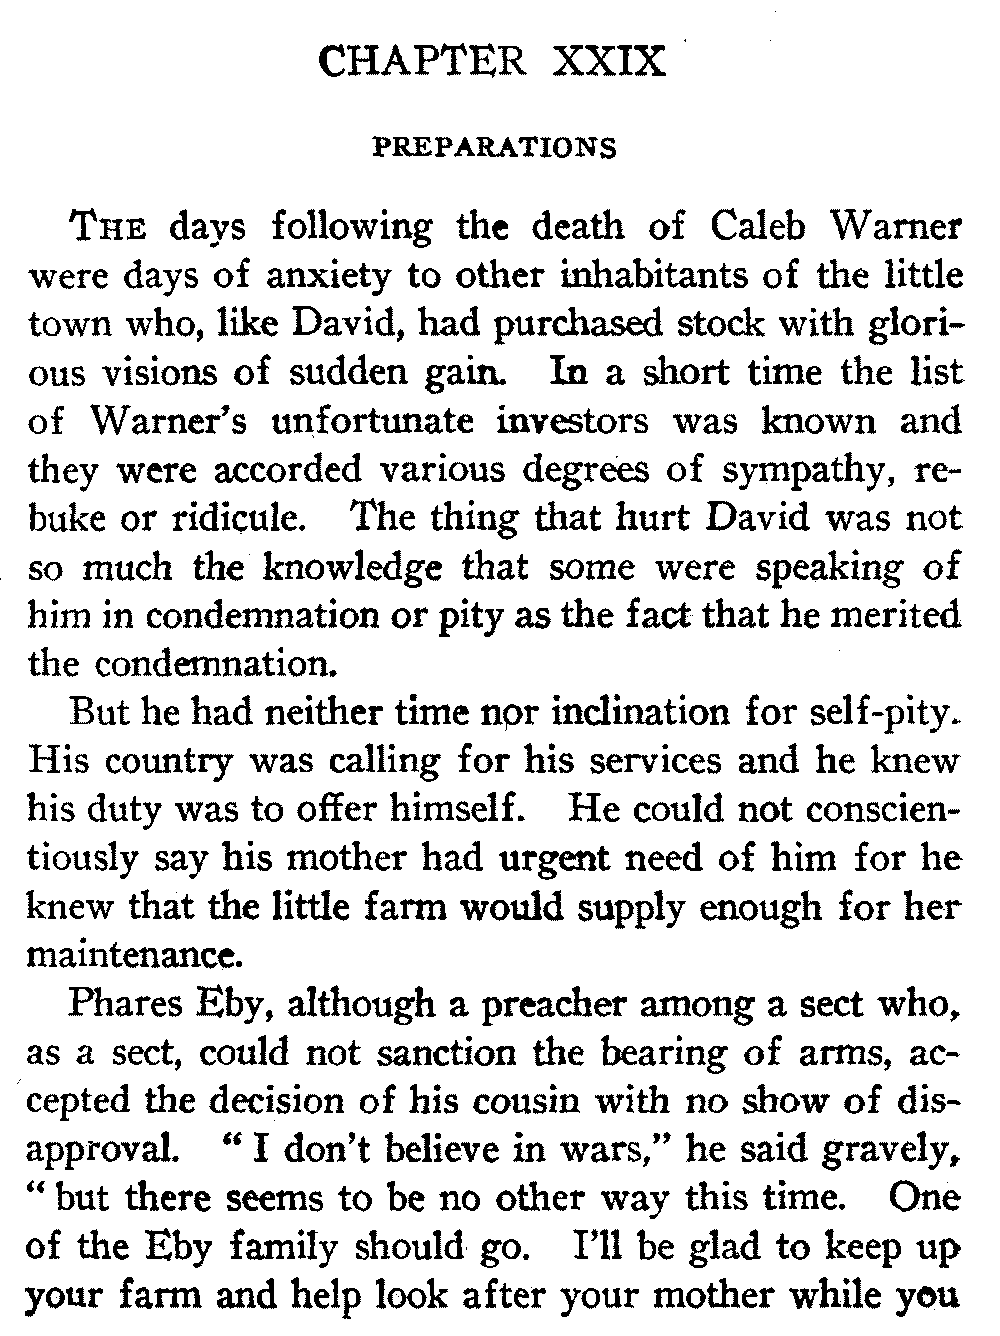 CHAPTER XXIX
PREPARATIONS
THE days following the death of Caleb Warner
were days of anxiety to other inhabitants of the little
town who, like David, had purchased stock with glori-
ous visions of sudden gain. In a short time the list
of Warner's unfortunate investors was known and
they were accorded various degrees of sympathy, re-
buke or ridicule. The thing that hurt David was not
so much the knowledge that some were speaking of
him in condemnation or pity as the fact that he merited
the condemnation.
But he had neither time nor inclination for self-pity.
His country was calling for his services and he knew
his duty was to offer himself. He could not conscien-
tiously say his mother had urgent need of him for he
knew that the little farm would supply enough for her
maintenance.
Phares Eby, although a preacher among a sect who,
as a sect, could not sanction the bearing of arms, ac-
cepted the decision of his cousin with no show of dis-
approval. “ I don't believe in wars,” he said gravely,
“ but there seems to be no other way this time. One
of the Eby family should go. I'll be glad to keep up
your farm and help look after your mother while you